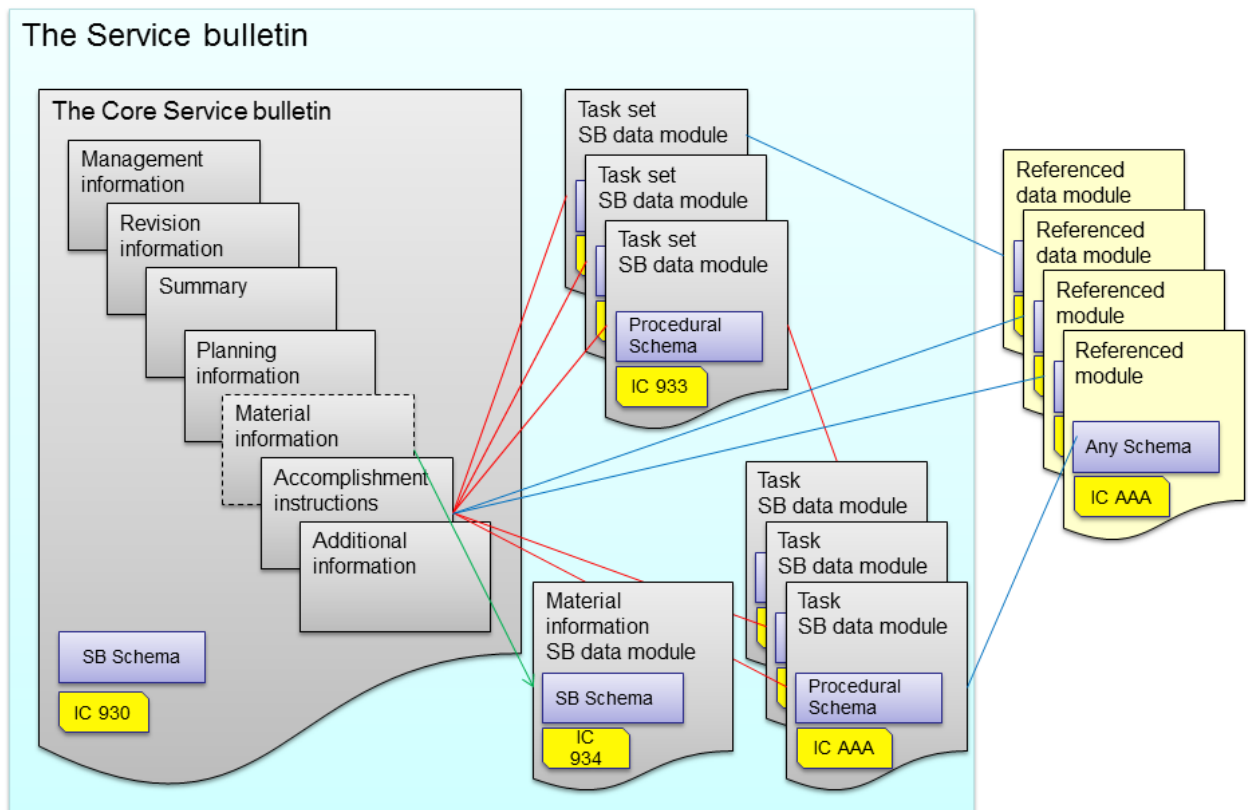 The Service bulletin
The Core Service bulletin
Management
information
Revision
information
Summary
Planning
information
Material
information
Accomplishment
instructions
Additional
information
SB Schema
IC 930
Task set
SB data module
Task set
SB data module
Task set
SB data module
Procedural
Schema
IC 933
Material
information
SB data module
SB Schema
IC
934
Task
SB data module
Task
SB data module
Task
SB data module
Procedural
Schema
IC AAA
Referenced
data module
Referenced
data module
Referenced
module
Referenced
module
Any Schema
IC AAA